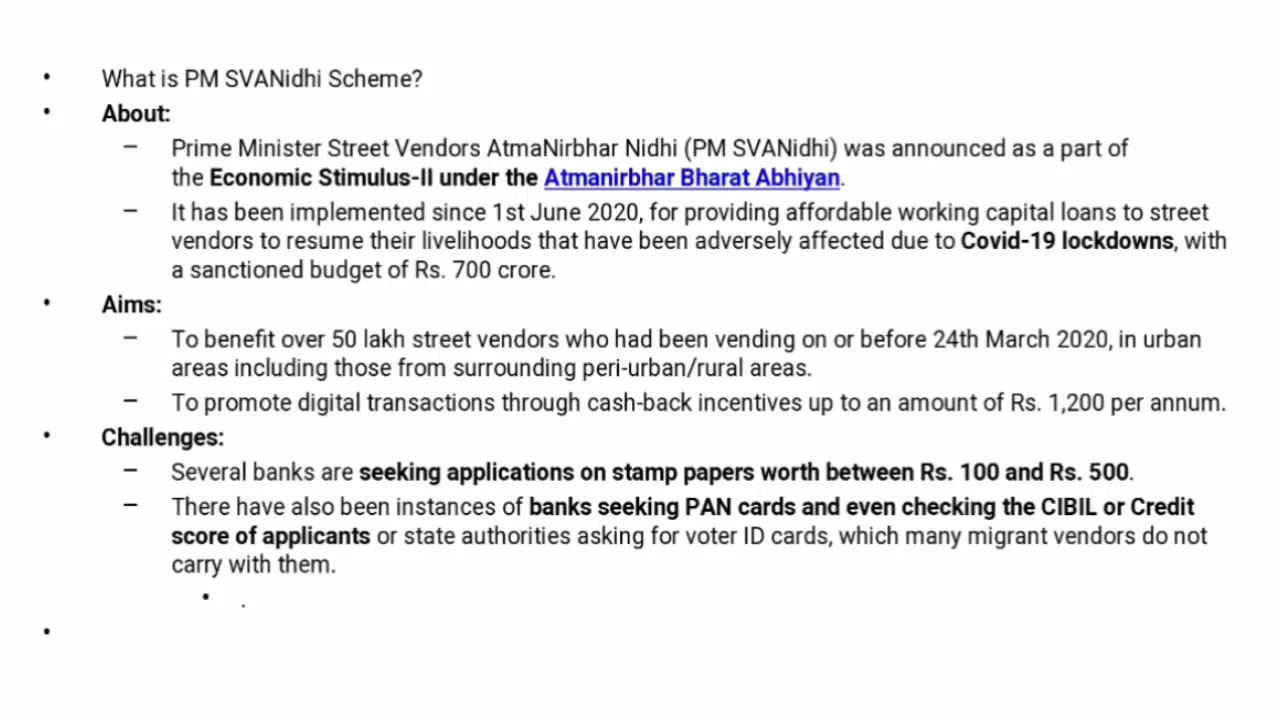 • What is PM SVANidhi Scheme?
• About:
– Prime Minister Street Vendors AtmaNirbhar Nidhi (PM SVANidhi) was announced as a part of
the Economic Stimulus-II under the Atmanirbhar Bharat Abhiyan.
– It has been implemented since 1st June 2020, for providing affordable working capital loans to street
vendors to resume their livelihoods that have been adversely affected due to Covid-19 lockdowns, with
a sanctioned budget of Rs. 700 crore.
• Aims:
– To benefit over 50 lakh street vendors who had been vending on or before 24th March 2020, in urban
areas including those from surrounding peri-urban/rural areas.
– To promote digital transactions through cash-back incentives up to an amount of Rs. 1,200 per annum.
• Challenges:
– Several banks are seeking applications on stamp papers worth between Rs. 100 and Rs. 500.
– There have also been instances of banks seeking PAN cards and even checking the CIBIL or Credit
score of applicants or state authorities asking for voter ID cards, which many migrant vendors do not
carry with them.
• .
•